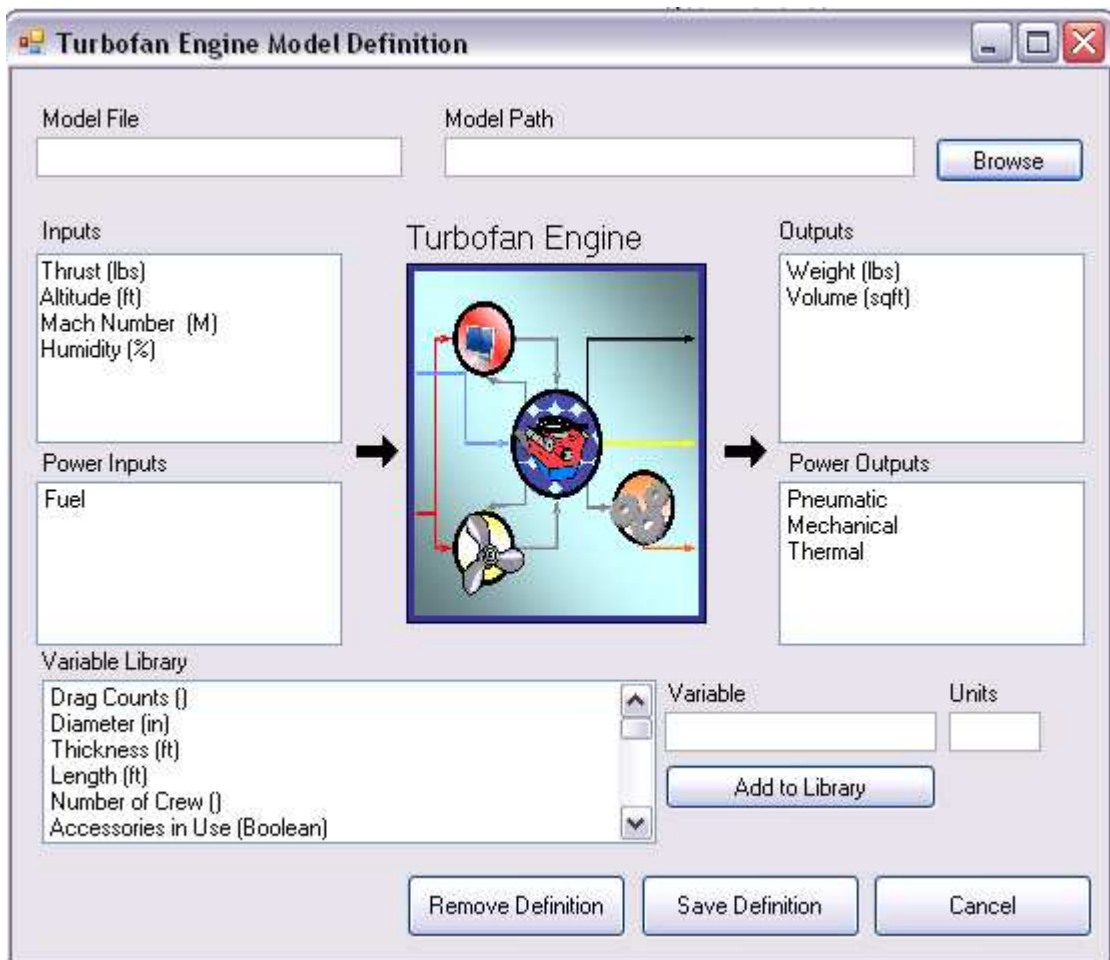 Turbofan Engine Model Definition
Model File
Model Path
Browse
Inputs
Turbofan Engine
Outputs
Thrust (lbs)
Altitude (ft)
Mach Number (M)
Humidity (%)
Weight (lbs)
Volume (sqft)
Power Inputs
Power Outputs
Fuel
Pneumatic
Mechanical
Thermal
Variable Library
Drag Counts ()
Diameter (in)
Thickness (ft)
Length (ft)
Number of Crew ()
Accessories in Use (Boolean)
Variable
Units
Add to Library
Remove Definition
Save Definition
Cancel